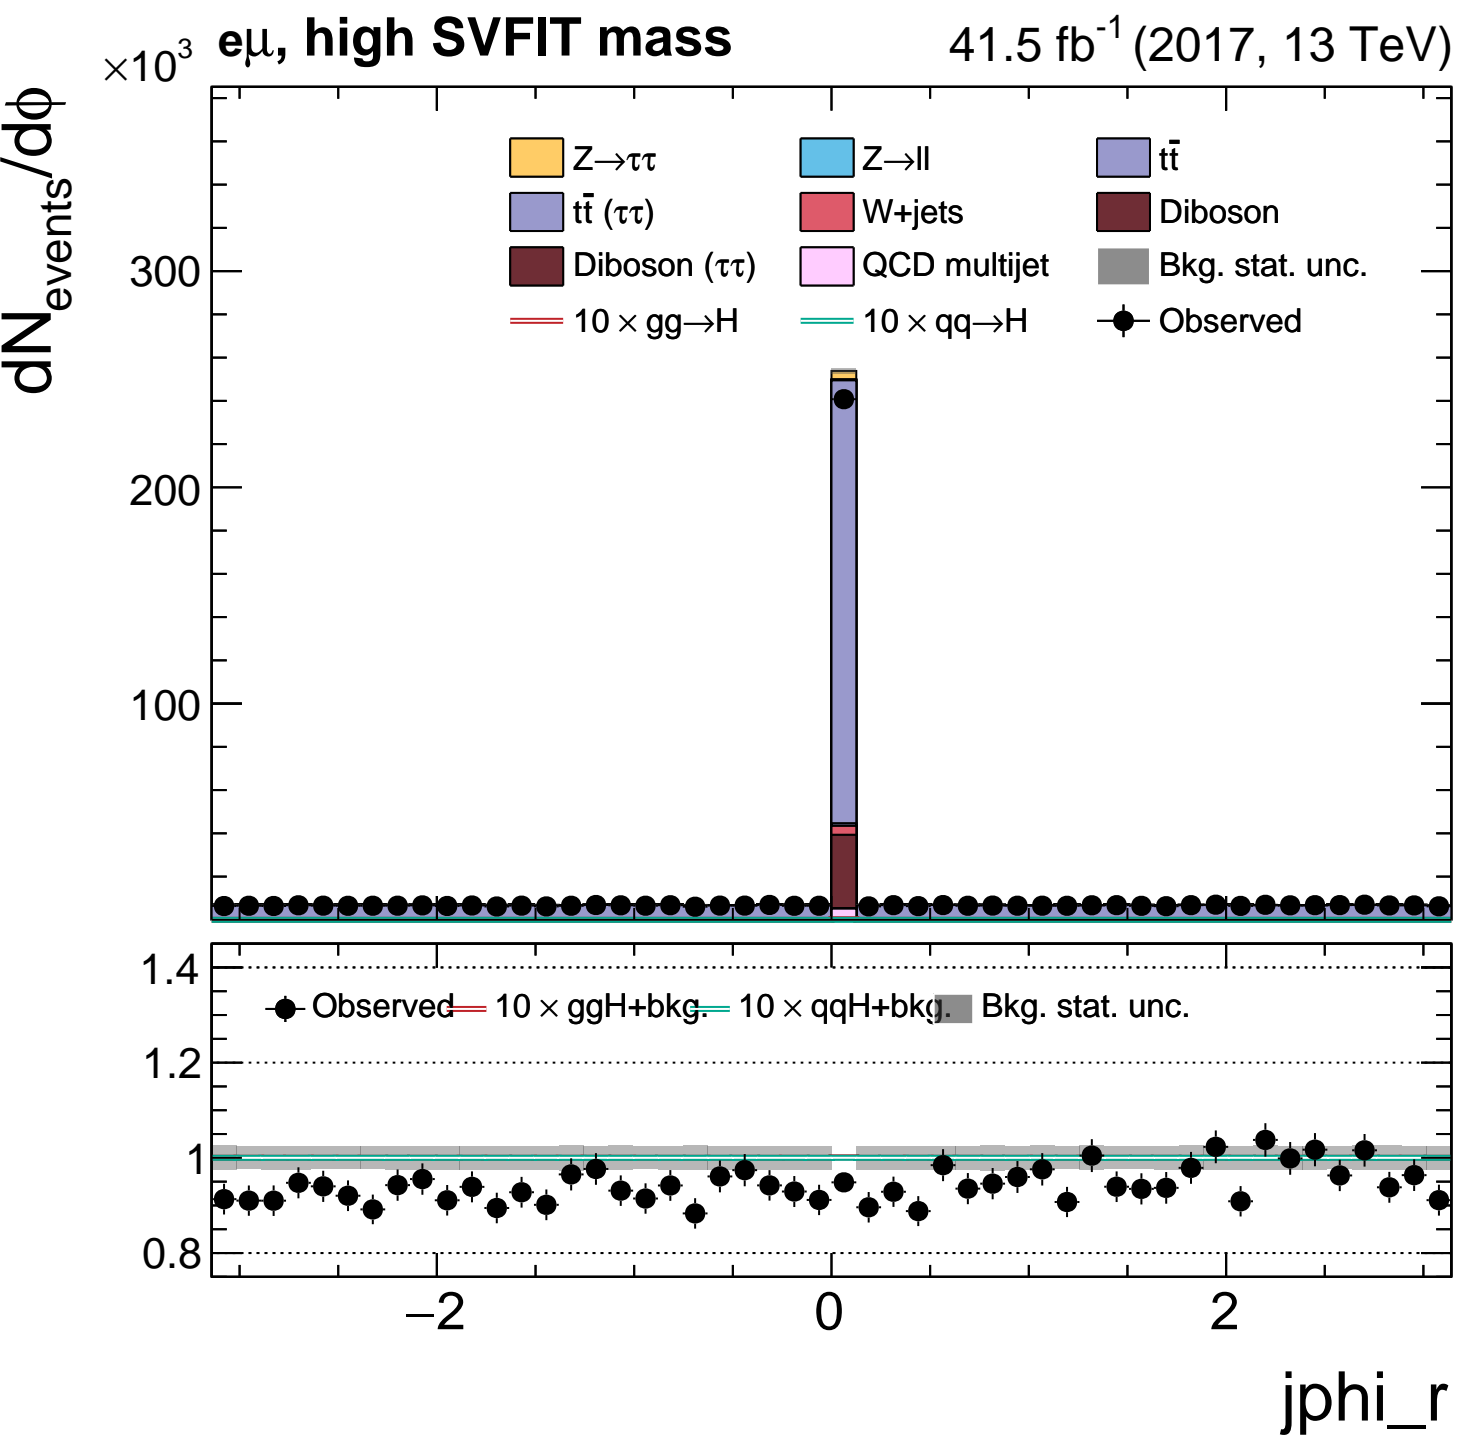 ×10³ eμ, high SVFIT mass 41.5 fb⁻¹ (2017, 13 TeV)
dN_events/dϕ
Z→ττ Z→ll tt̄
tt̄ (ττ) W+jets Diboson
Diboson (ττ) QCD multijet Bkg. stat. unc.
10 × gg→H 10 × qq→H Observed
300
200
100
1.4
Observed 10 × ggH+bkg. 10 × qqH+bkg. Bkg. stat. unc.
1.2
1
0.8
−2 0 2
jphi_r